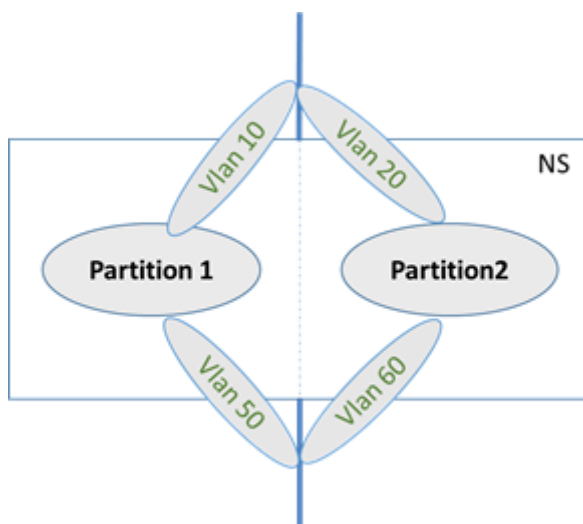 Vlan 10
Vlan 20
NS
Partition 1
Partition2
Vlan 50
Vlan 60